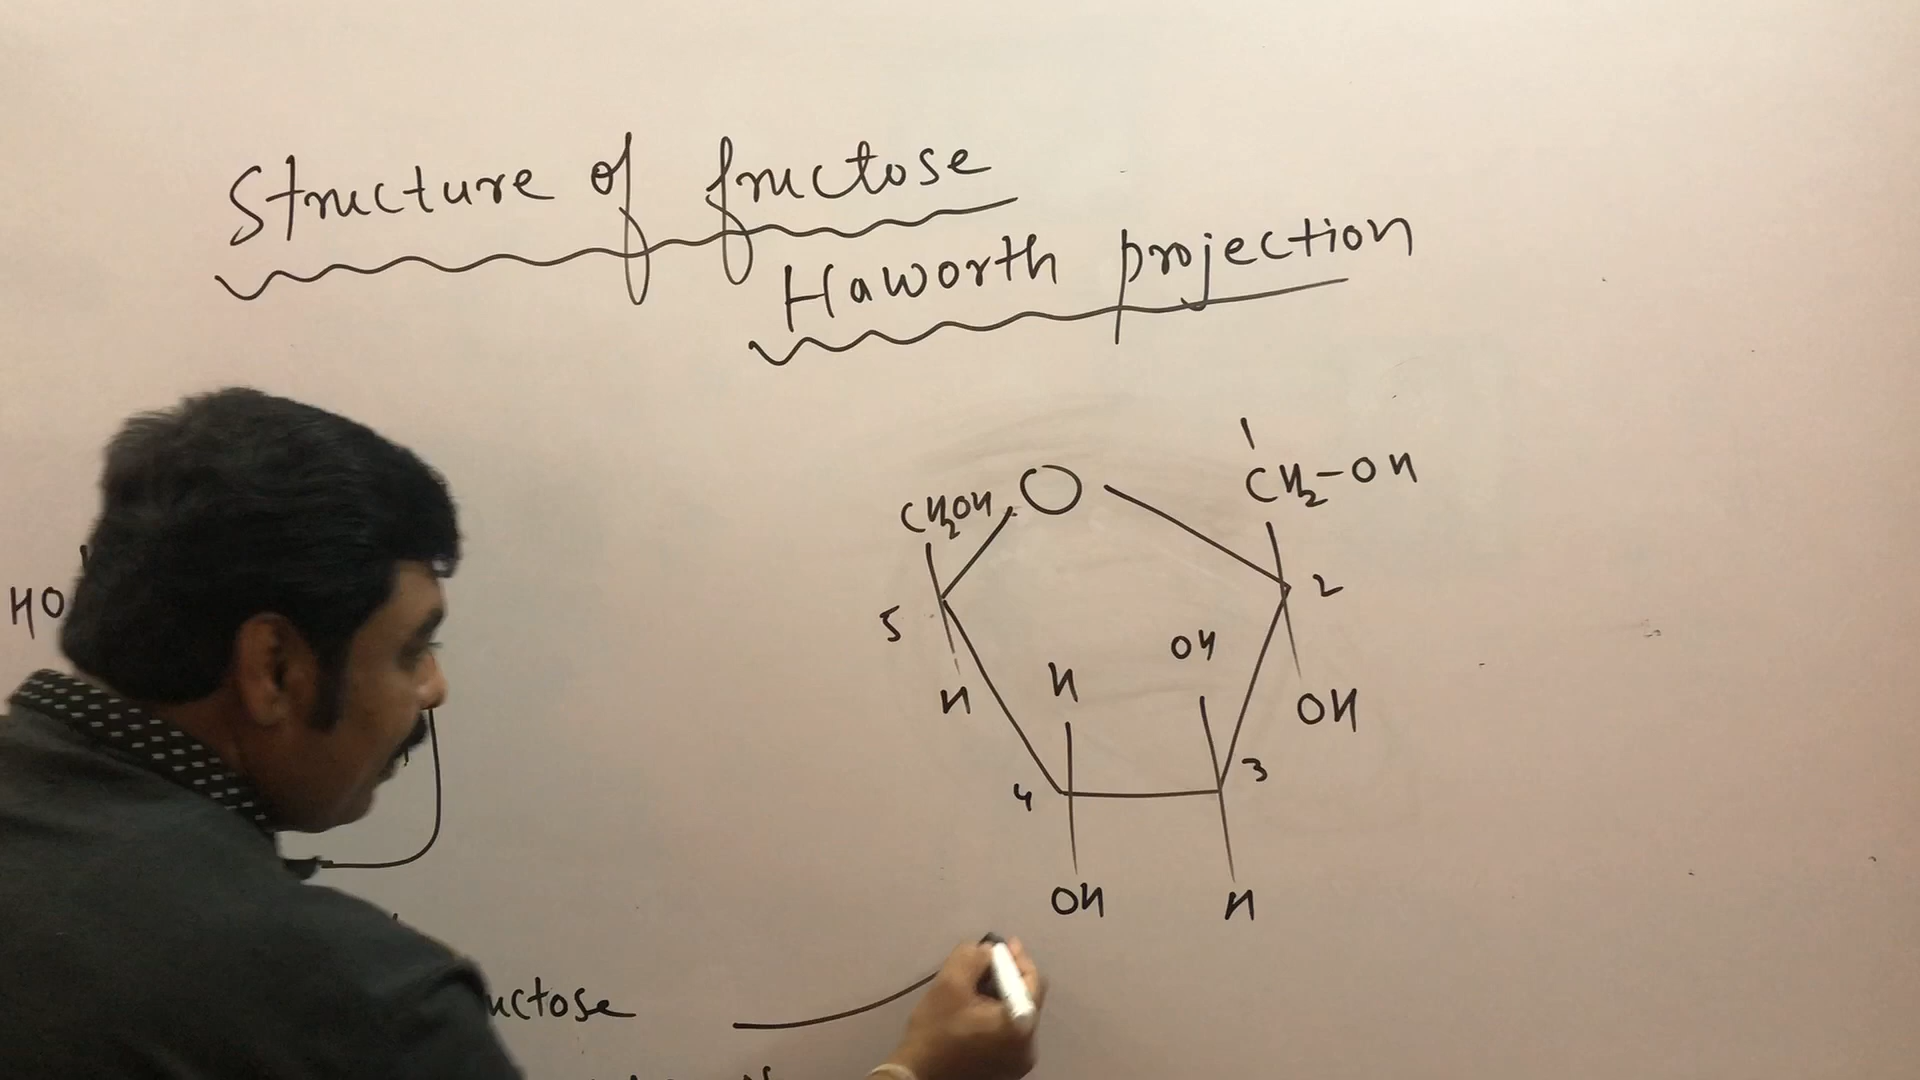 Structure of fructose
Haworth projection
1
CH2-OH
CH2OH O
HO
5 2
H OH
H OH
4 3
OH H
uctose